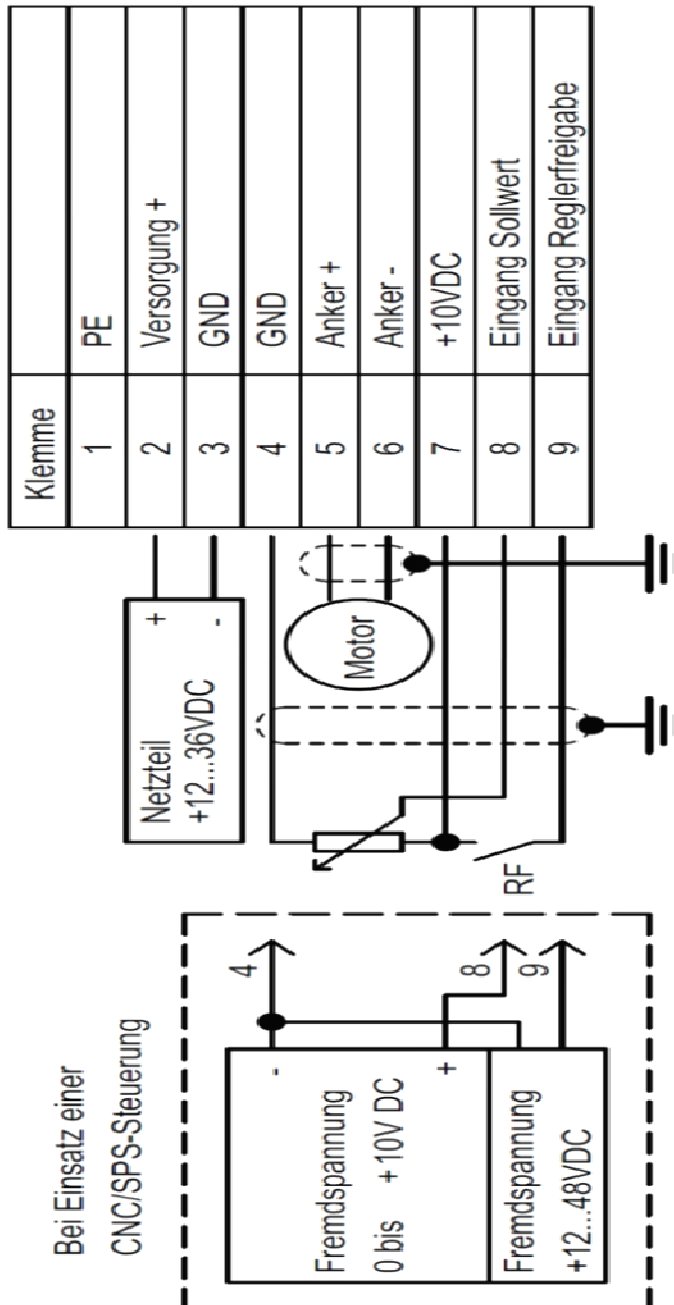 Bei Einsatz einer
CNC/SPS-Steuerung
Fremdspannung
0 bis +10V DC
-
+
Fremdspannung
+12...48VDC
4
8
9
Netzteil
+12...36VDC
+
-
Motor
RF
Klemme
1 PE
2 Versorgung +
3 GND
4 GND
5 Anker +
6 Anker -
7 +10VDC
8 Eingang Sollwert
9 Eingang Reglerfreigabe